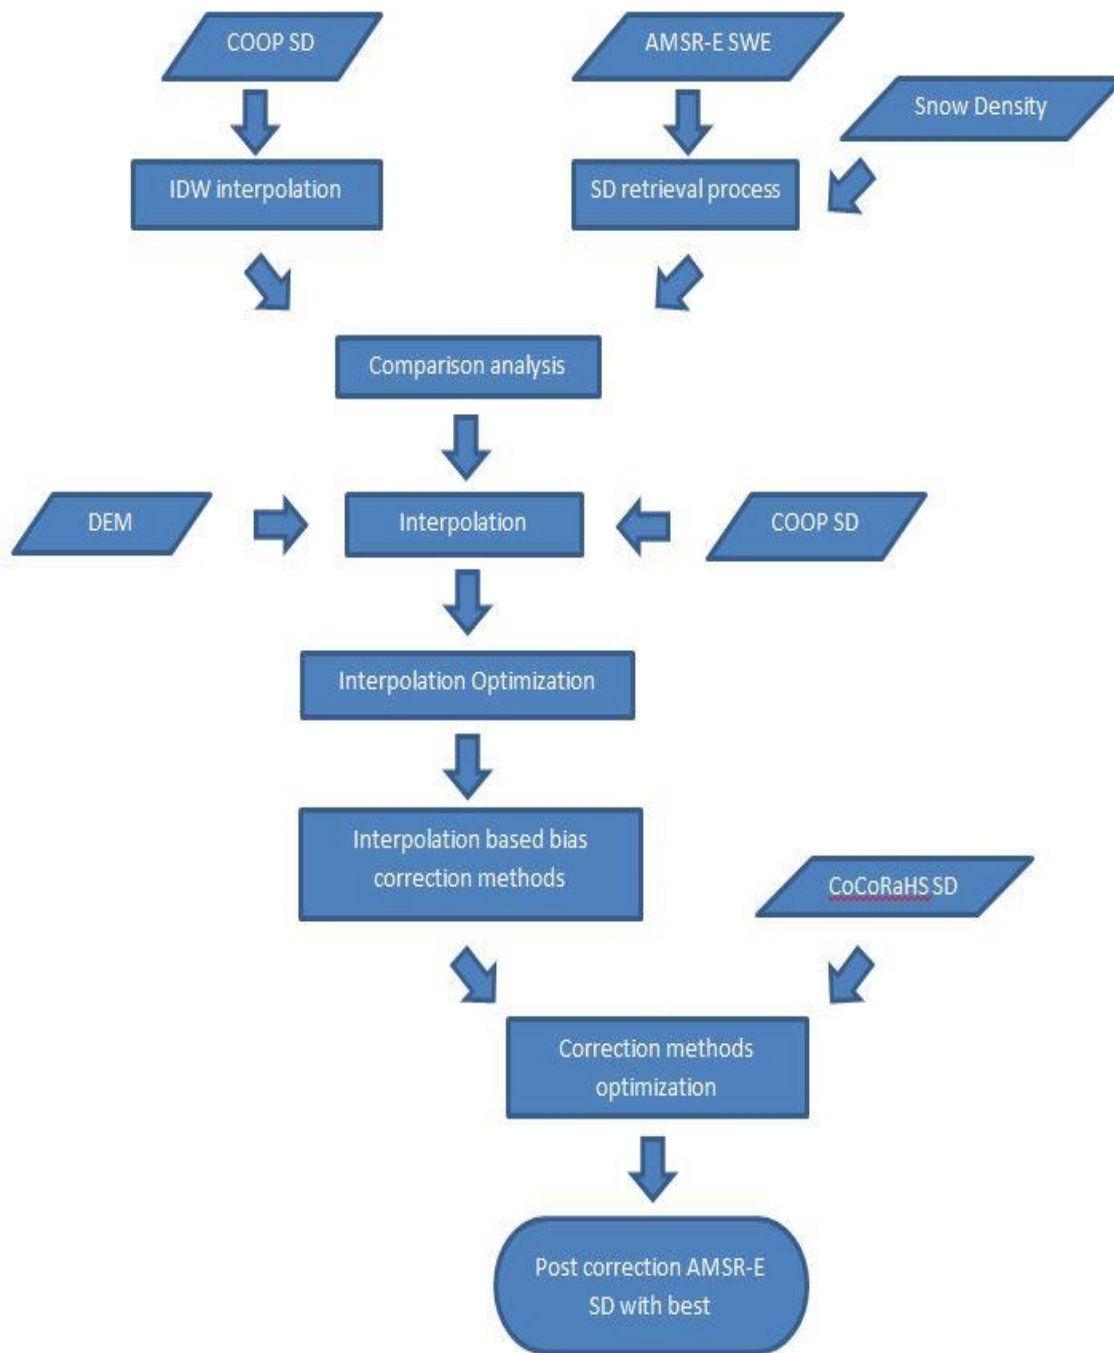 COOP SD
AMSR-E SWE
Snow Density
IDW interpolation
SD retrieval process
Comparison analysis
DEM
Interpolation
COOP SD
Interpolation Optimization
Interpolation based bias
correction methods
CoCoRaHS SD
Correction methods
optimization
Post correction AMSR-E
SD with best